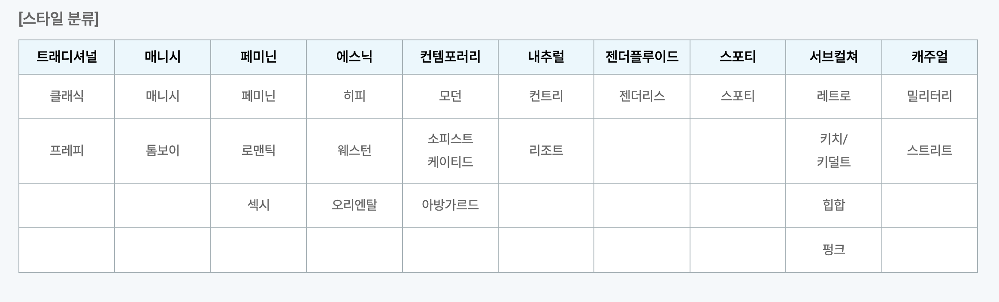 [스타일 분류]
트래디셔널 매니시 페미닌 에스닉 컨템포러리 내추럴 젠더플루이드 스포티 서브컬쳐 캐주얼
클래식 매니시 페미닌 히피 모던 컨트리 젠더리스 스포티 레트로 밀리터리
프레피 톰보이 로맨틱 웨스턴 소피스트 리조트 키치/ 스트리트
케이티드 키덜트
섹시 오리엔탈 아방가르드 힙합
펑크